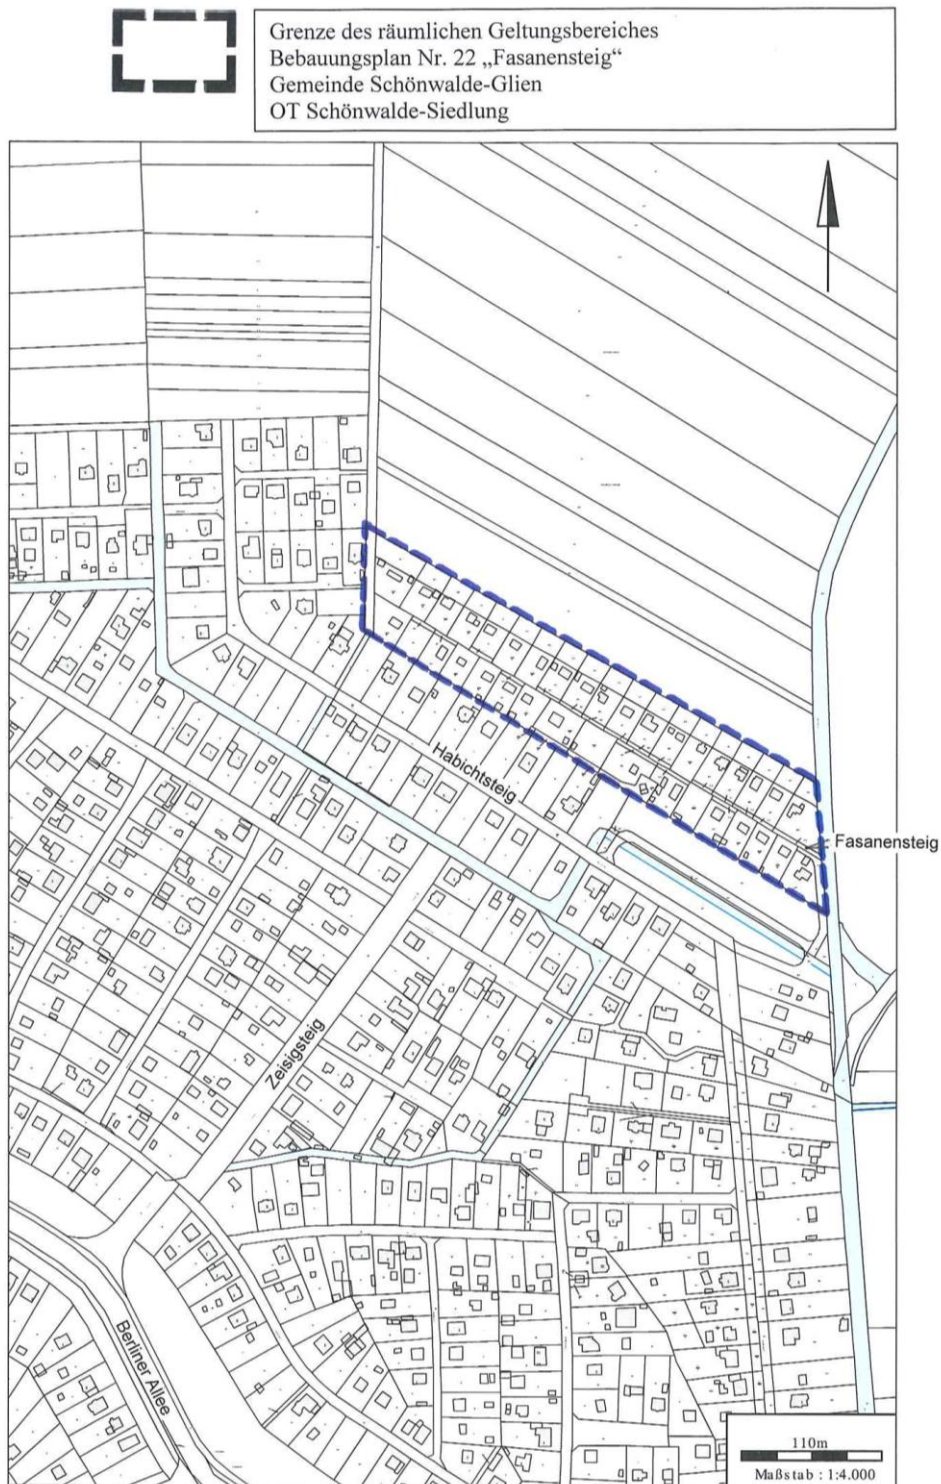 Grenze des räumlichen Geltungsbereiches
Bebauungsplan Nr. 22 „Fasanensteig“
Gemeinde Schönwalde-Glien
OT Schönwalde-Siedlung
Habichtsteig
Fasanensteig
Zeisigsteig
Berliner Allee
110m
Maßstab : 1:4.000